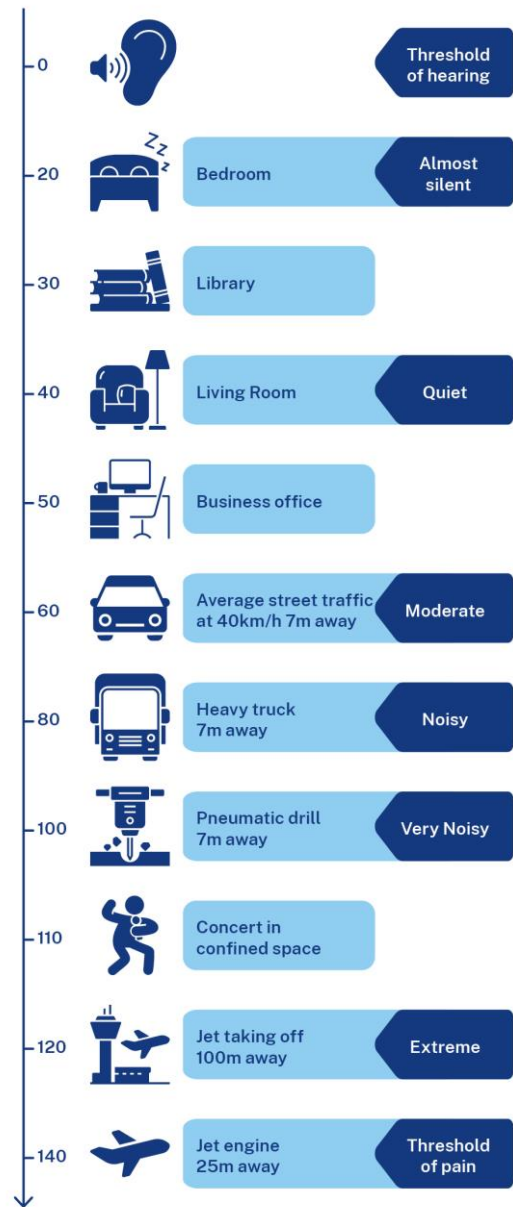 0
Threshold
of hearing
Zzz
20
Bedroom
Almost
silent
30
Library
40
Living Room
Quiet
50
Business office
60
Average street traffic
at 40km/h 7m away
Moderate
80
Heavy truck
7m away
Noisy
100
Pneumatic drill
7m away
Very Noisy
110
Concert in
confined space
120
Jet taking off
100m away
Extreme
140
Jet engine
25m away
Threshold
of pain